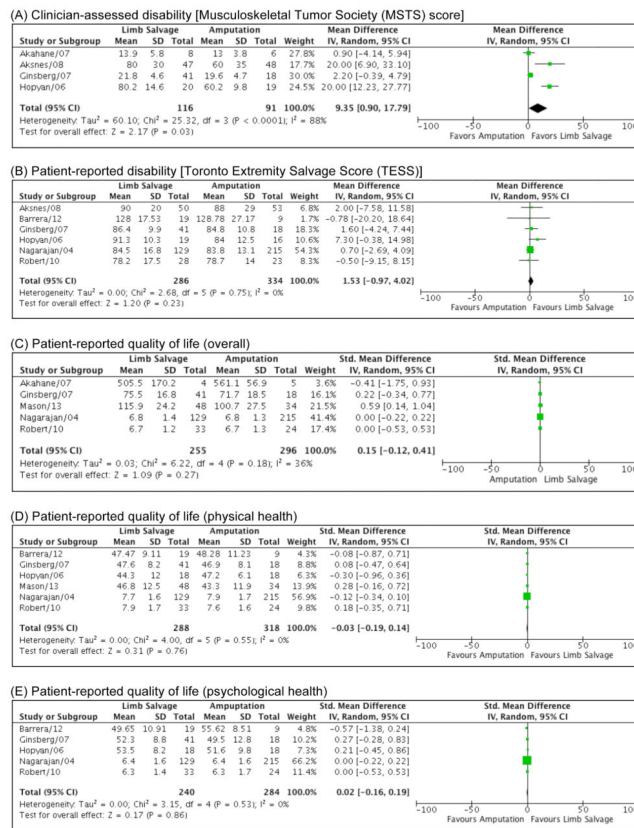 (A) Clinician-assessed disability [Musculoskeletal Tumor Society (MSTS) score]
Limb Salvage Amputation Mean Difference Mean Difference
Study or Subgroup Mean SD Total Mean SD Total Weight IV, Random, 95% CI IV, Random, 95% CI
Akahane/07 13.9 5.8 8 13 3.8 6 27.8% 0.90 [-4.14, 5.94]
Aksnes/08 80 30 47 60 35 48 17.7% 20.00 [6.90, 33.10]
Ginsberg/07 21.8 4.6 41 19.6 4.7 18 30.0% 2.20 [-0.39, 4.79]
Hopyan/06 80.2 14.6 20 60.2 9.8 19 24.5% 20.00 [12.23, 27.77]
Total (95% CI) 116 91 100.0% 9.35 [0.90, 17.79]
Heterogeneity: Tau² = 60.10; Chi² = 25.32, df = 3 (P < 0.0001); I² = 88%
Test for overall effect: Z = 2.17 (P = 0.03)
-100 -50 0 50 100
Favors Amputation Favors Limb Salvage
(B) Patient-reported disability [Toronto Extremity Salvage Score (TESS)]
Limb Salvage Amputation Mean Difference Mean Difference
Study or Subgroup Mean SD Total Mean SD Total Weight IV, Random, 95% CI IV, Random, 95% CI
Aksnes/08 90 20 50 88 29 53 6.8% 2.00 [-7.58, 11.58]
Barrera/12 128 17.53 19 128.78 27.17 9 1.7% -0.78 [-20.20, 18.64]
Ginsberg/07 86.4 9.9 41 84.8 10.8 18 18.3% 1.60 [-4.24, 7.44]
Hopyan/06 91.3 10.3 19 84 12.5 16 10.6% 7.30 [-0.38, 14.98]
Nagarajan/04 84.5 16.8 129 83.8 13.1 215 54.3% 0.70 [-2.69, 4.09]
Robert/10 78.2 17.5 28 78.7 14 23 8.3% -0.50 [-9.15, 8.15]
Total (95% CI) 286 334 100.0% 1.53 [-0.97, 4.02]
Heterogeneity: Tau² = 0.00; Chi² = 2.68, df = 5 (P = 0.75); I² = 0%
Test for overall effect: Z = 1.20 (P = 0.23)
-100 -50 0 50 100
Favours Amputation Favours Limb Salvage
(C) Patient-reported quality of life (overall)
Limb Salvage Amputation Std. Mean Difference Std. Mean Difference
Study or Subgroup Mean SD Total Mean SD Total Weight IV, Random, 95% CI IV, Random, 95% CI
Akahane/07 505.5 170.2 4 561.1 56.9 5 3.6% -0.41 [-1.75, 0.93]
Ginsberg/07 75.5 16.8 41 71.7 18.5 18 16.1% 0.22 [-0.34, 0.77]
Mason/13 115.9 24.2 48 100.7 27.5 34 21.5% 0.59 [0.14, 1.04]
Nagarajan/04 6.8 1.4 129 6.8 1.3 215 41.4% 0.00 [-0.22, 0.22]
Robert/10 6.7 1.2 33 6.7 1.3 24 17.4% 0.00 [-0.53, 0.53]
Total (95% CI) 255 296 100.0% 0.15 [-0.12, 0.41]
Heterogeneity: Tau² = 0.03; Chi² = 6.22, df = 4 (P = 0.18); I² = 36%
Test for overall effect: Z = 1.09 (P = 0.27)
-100 -50 0 50 100
Amputation Limb Salvage
(D) Patient-reported quality of life (physical health)
Limb Salvage Amputation Std. Mean Difference Std. Mean Difference
Study or Subgroup Mean SD Total Mean SD Total Weight IV, Random, 95% CI IV, Random, 95% CI
Barrera/12 47.47 9.11 19 48.28 11.23 9 4.3% -0.08 [-0.87, 0.71]
Ginsberg/07 47.6 8.2 41 46.9 8.1 18 8.8% 0.08 [-0.47, 0.64]
Hopyan/06 44.3 12 18 47.2 6.1 18 6.3% -0.30 [-0.96, 0.36]
Mason/13 46.8 12.5 48 43.3 11.9 34 13.9% 0.28 [-0.16, 0.72]
Nagarajan/04 7.7 1.6 129 7.9 1.7 215 56.9% -0.12 [-0.34, 0.10]
Robert/10 7.9 1.7 33 7.6 1.6 24 9.8% 0.18 [-0.35, 0.71]
Total (95% CI) 288 318 100.0% -0.03 [-0.19, 0.14]
Heterogeneity: Tau² = 0.00; Chi² = 4.00, df = 5 (P = 0.55); I² = 0%
Test for overall effect: Z = 0.31 (P = 0.76)
-100 -50 0 50 100
Favours Amputation Favours Limb Salvage
(E) Patient-reported quality of life (psychological health)
Limb Salvage Ampuptation Std. Mean Difference Std. Mean Difference
Study or Subgroup Mean SD Total Mean SD Total Weight IV, Random, 95% CI IV, Random, 95% CI
Barrera/12 49.65 10.91 19 55.62 8.51 9 4.8% -0.57 [-1.38, 0.24]
Ginsberg/07 52.3 8.8 41 49.5 12.8 18 10.2% 0.27 [-0.28, 0.83]
Hopyan/06 53.5 8.2 18 51.6 9.8 18 7.3% 0.21 [-0.45, 0.86]
Nagarajan/04 6.4 1.6 129 6.4 1.6 215 66.2% 0.00 [-0.22, 0.22]
Robert/10 6.3 1.4 33 6.3 1.7 24 11.4% 0.00 [-0.53, 0.53]
Total (95% CI) 240 284 100.0% 0.02 [-0.16, 0.19]
Heterogeneity: Tau² = 0.00; Chi² = 3.15, df = 4 (P = 0.53); I² = 0%
Test for overall effect: Z = 0.17 (P = 0.86)
-100 -50 0 50 100
Favours Amputation Favours Limb Salvage